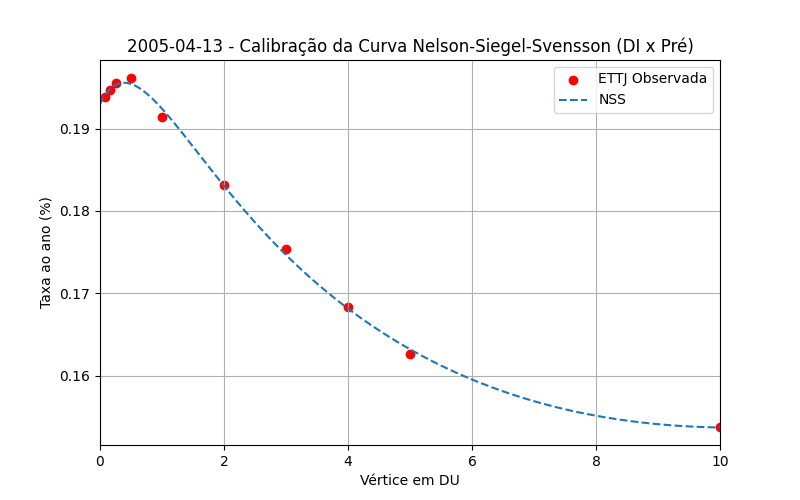 2005-04-13 - Calibração da Curva Nelson-Siegel-Svensson (DI x Pré)
ETTJ Observada
NSS
Taxa ao ano (%)
0.19
0.18
0.17
0.16
0 2 4 6 8 10
Vértice em DU